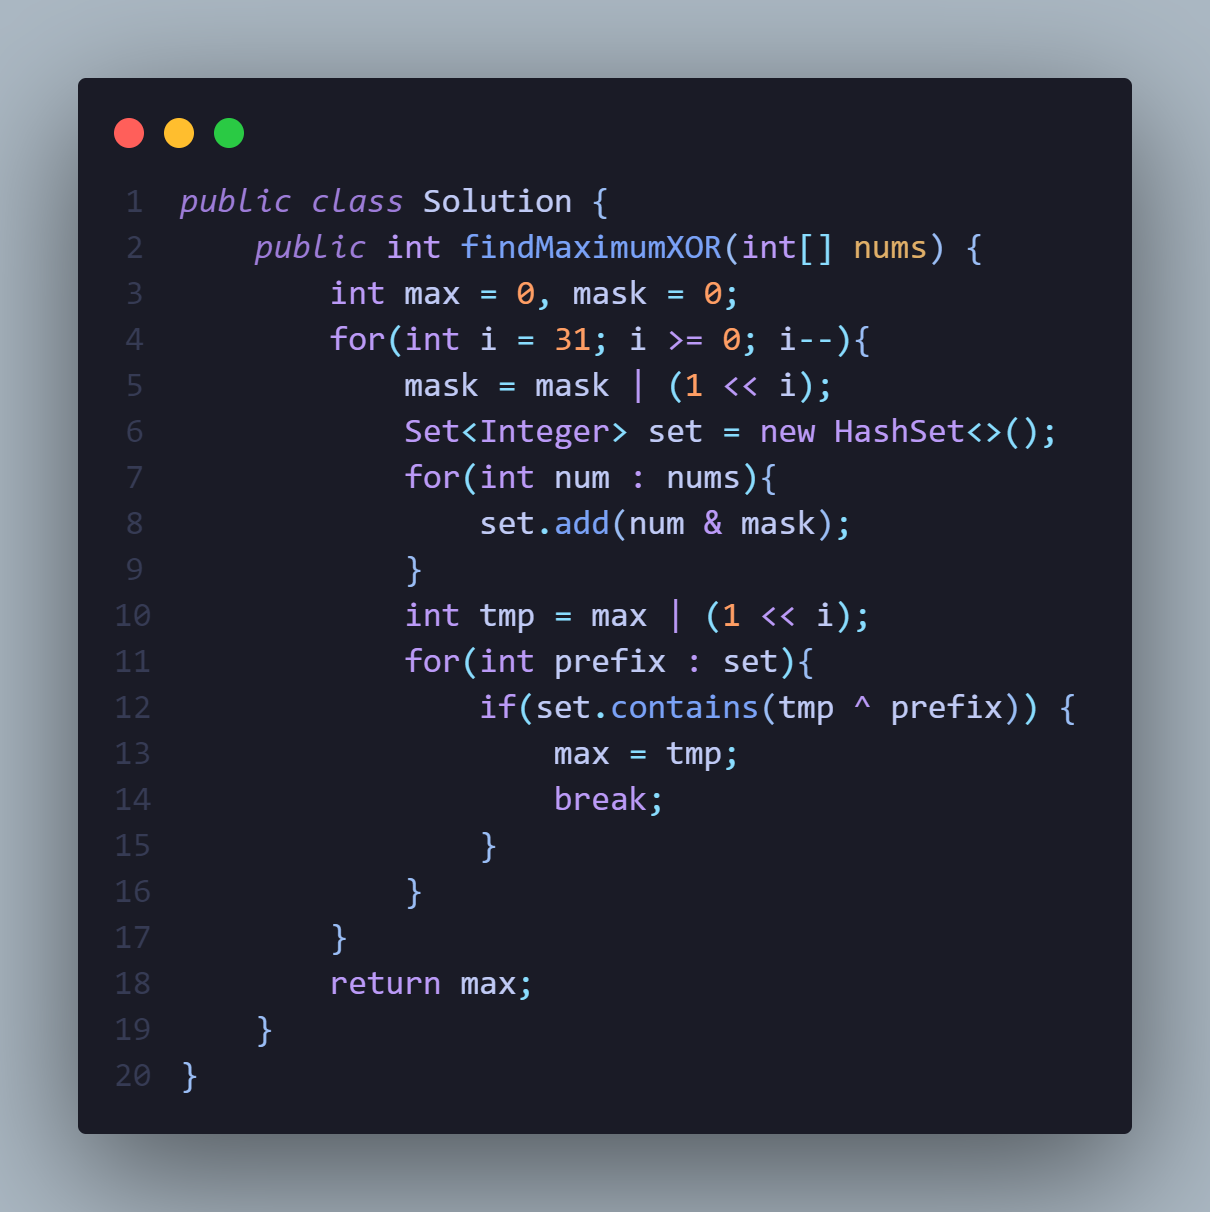 1 public class Solution {
2     public int findMaximumXOR(int[] nums) {
3         int max = 0, mask = 0;
4         for(int i = 31; i >= 0; i--){
5             mask = mask | (1 << i);
6             Set<Integer> set = new HashSet<>();
7             for(int num : nums){
8                 set.add(num & mask);
9             }
10             int tmp = max | (1 << i);
11             for(int prefix : set){
12                 if(set.contains(tmp ^ prefix)) {
13                     max = tmp;
14                     break;
15                 }
16             }
17         }
18         return max;
19     }
20 }